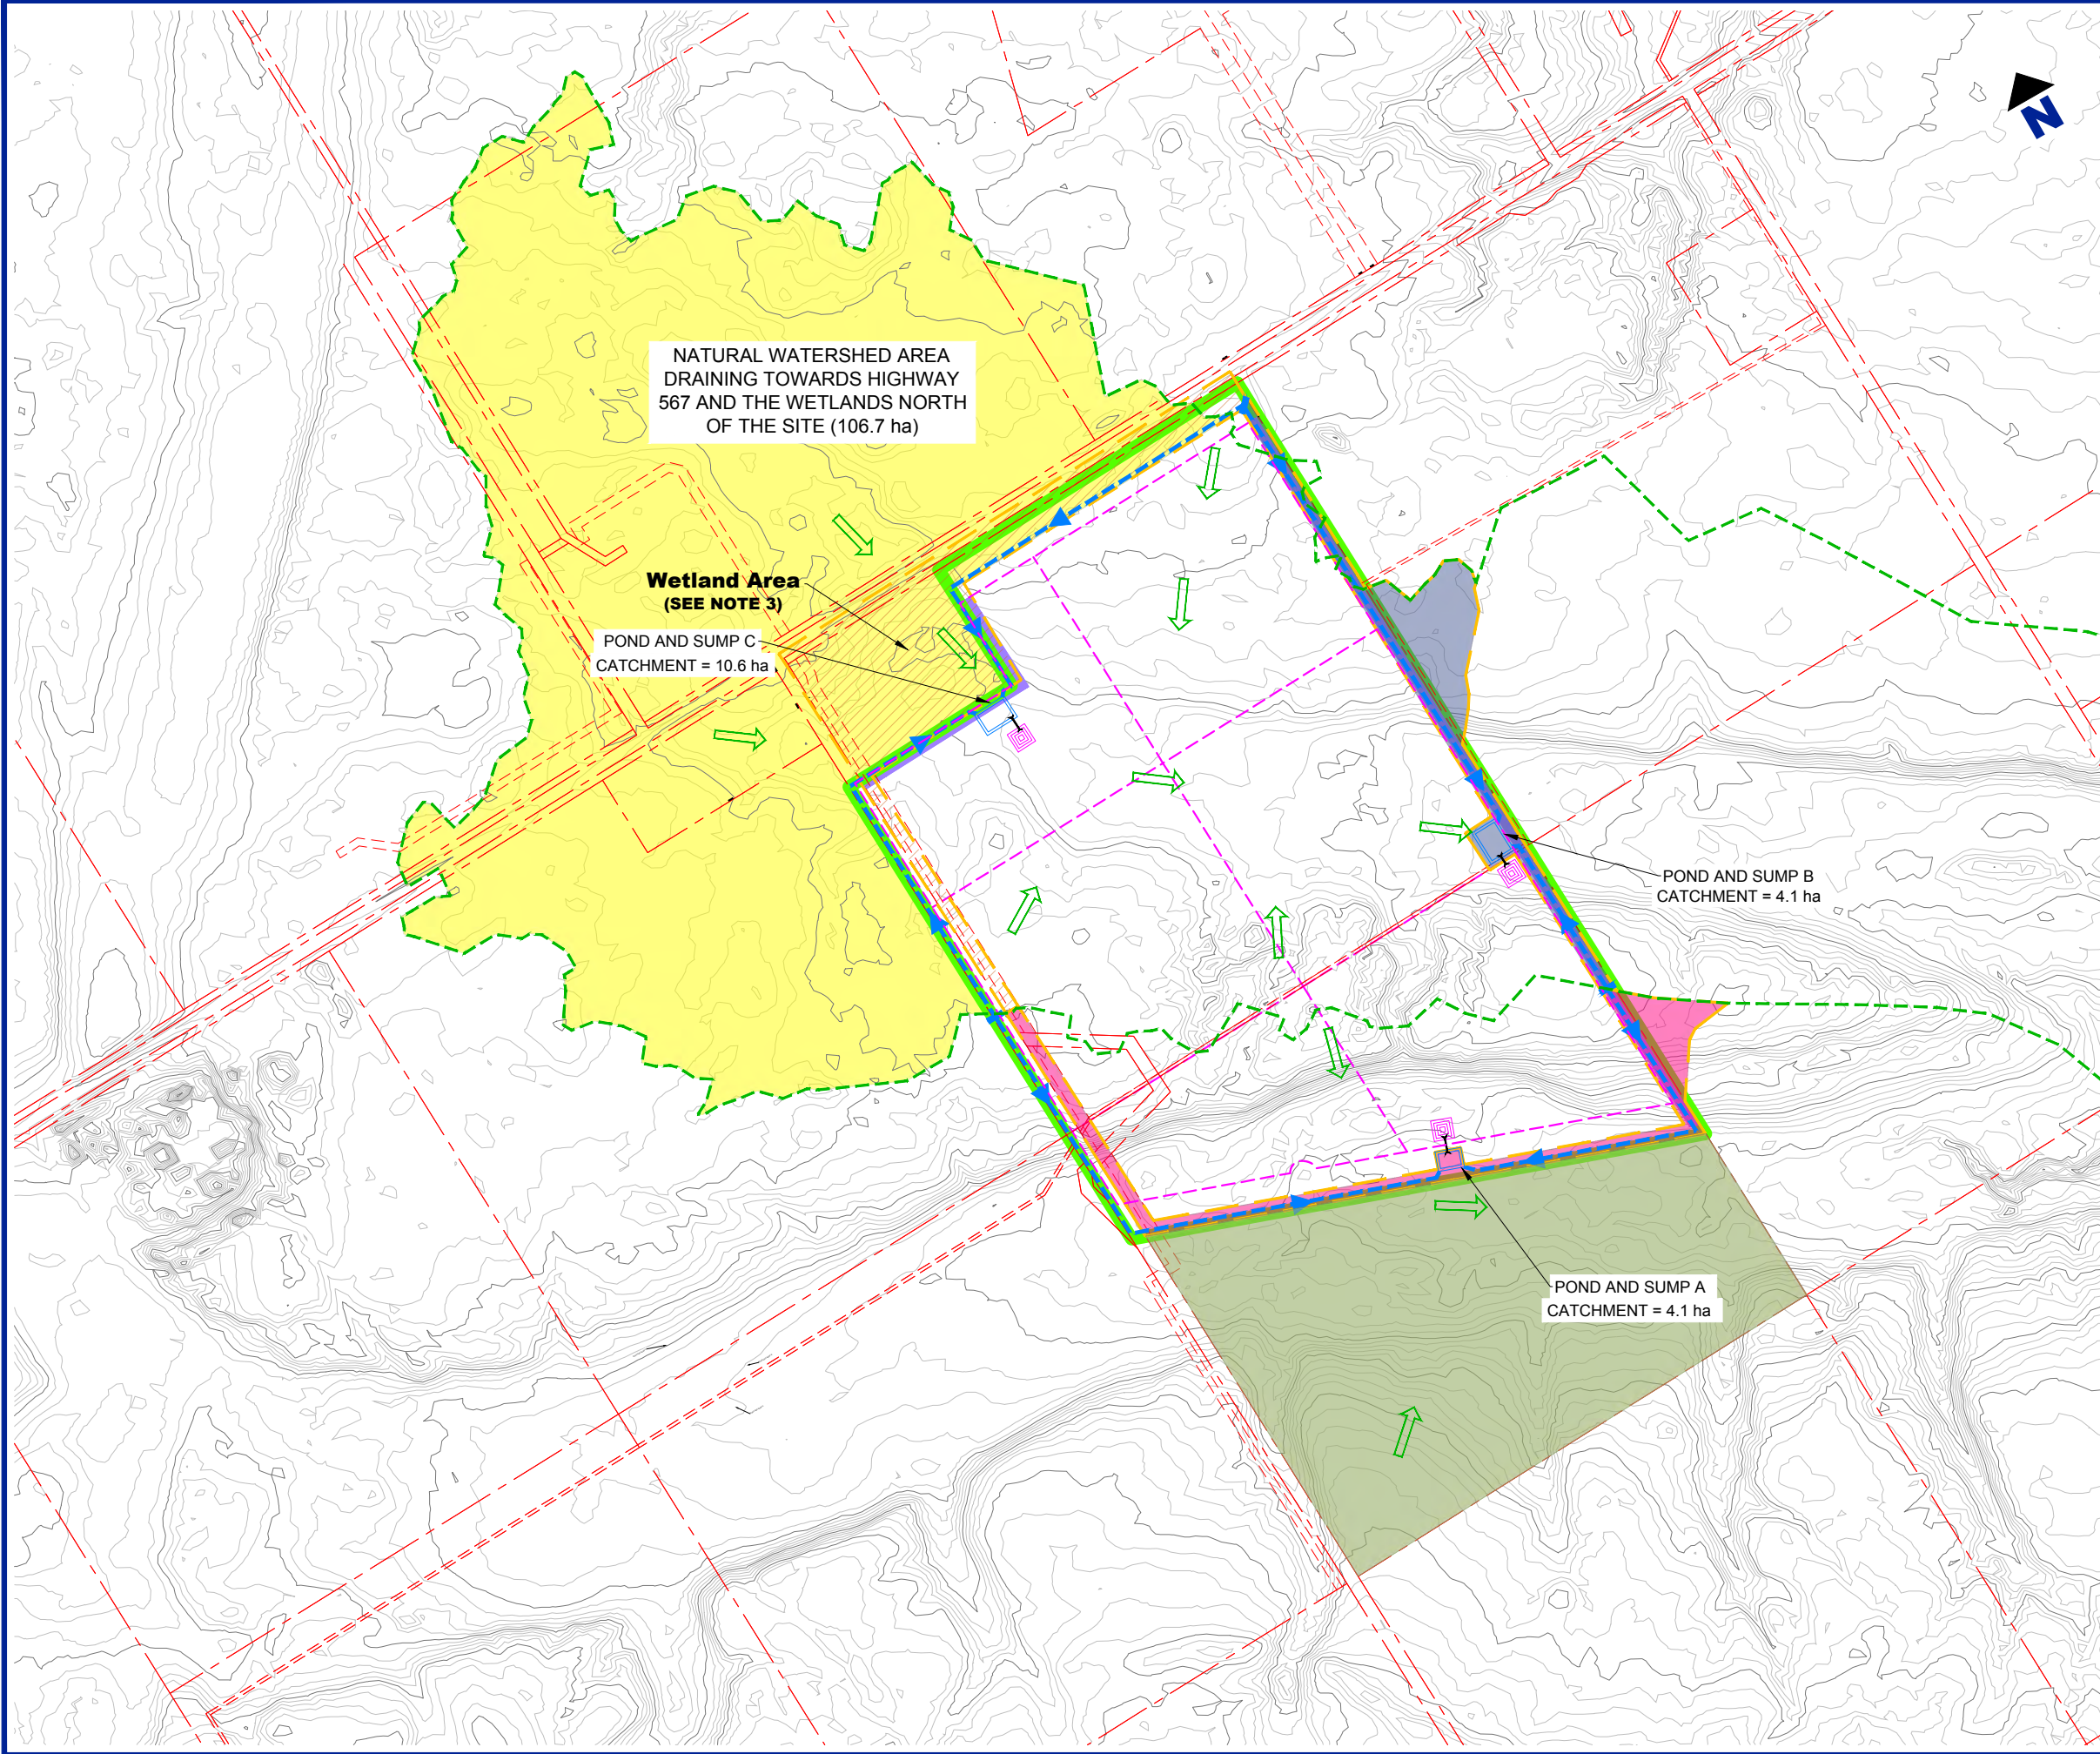 N
NATURAL WATERSHED AREA
DRAINING TOWARDS HIGHWAY
567 AND THE WETLANDS NORTH
OF THE SITE (106.7 ha)
Wetland Area
(SEE NOTE 3)
POND AND SUMP C
CATCHMENT = 10.6 ha
POND AND SUMP B
CATCHMENT = 4.1 ha
POND AND SUMP A
CATCHMENT = 4.1 ha